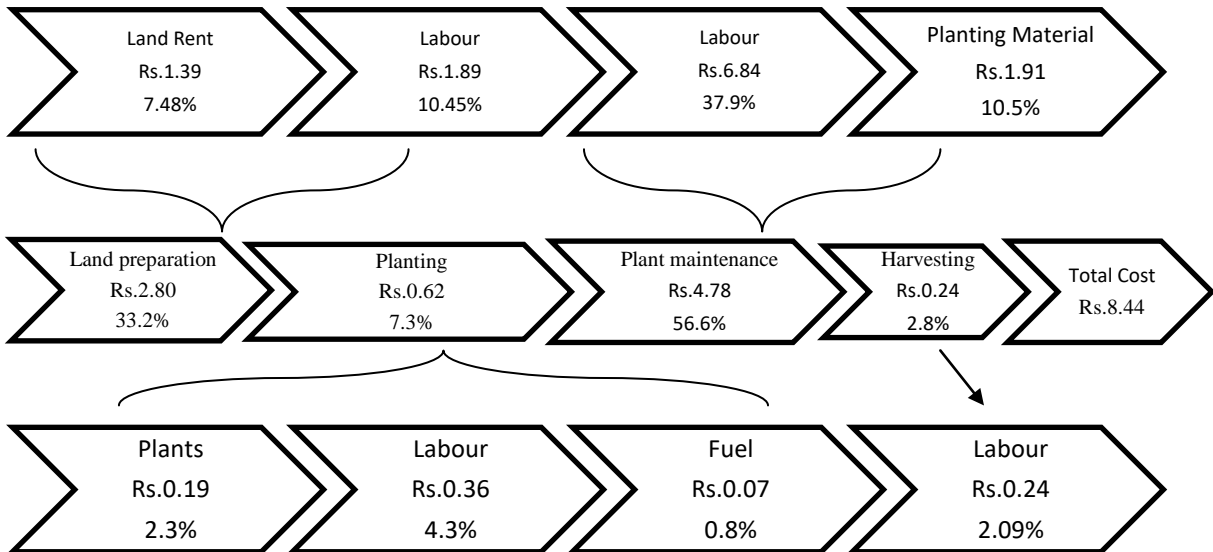 Land Rent
Rs.1.39
7.48%
Labour
Rs.1.89
10.45%
Labour
Rs.6.84
37.9%
Planting Material
Rs.1.91
10.5%
Land preparation
Rs.2.80
33.2%
Planting
Rs.0.62
7.3%
Plant maintenance
Rs.4.78
56.6%
Harvesting
Rs.0.24
2.8%
Total Cost
Rs.8.44
Plants
Rs.0.19
2.3%
Labour
Rs.0.36
4.3%
Fuel
Rs.0.07
0.8%
Labour
Rs.0.24
2.09%